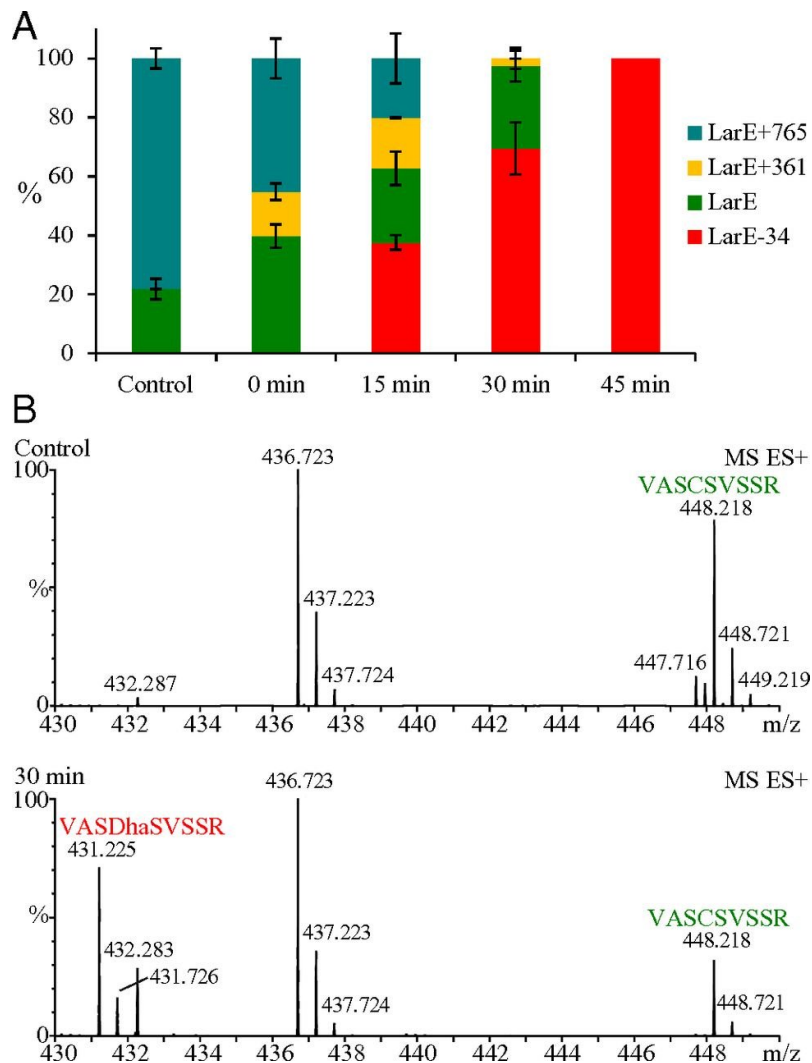 A
100
80
60
%
40
20
0
Control
0 min
15 min
30 min
45 min
LarE+765
LarE+361
LarE
LarE-34
B
Control
MS ES+
100
436.723
VASCSVSSR
448.218
%
437.223
448.721
432.287
437.724
447.716
449.219
0
430 432 434 436 438 440 442 444 446 448 m/z
30 min
MS ES+
100
436.723
VASDhaSVSSR
431.225
%
VASCSVSSR
437.223
448.218
432.283
431.726
437.724
448.721
0
430 432 434 436 438 440 442 444 446 448 m/z